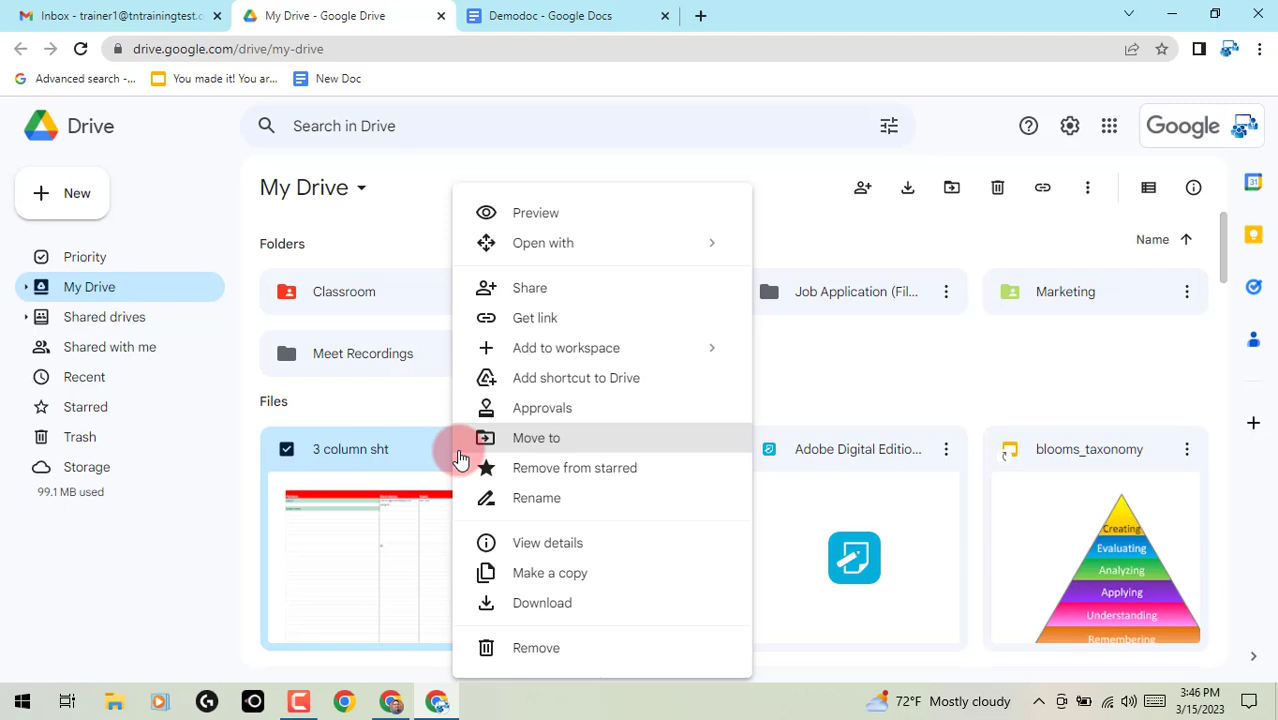 Inbox - trainer1@tntrainingtest.c
My Drive - Google Drive
Demodoc - Google Docs
drive.google.com/drive/my-drive
Advanced search -...
You made it! You ar...
New Doc
Drive
Search in Drive
Google
New
My Drive
Priority
My Drive
Shared drives
Shared with me
Recent
Starred
Trash
Storage
99.1 MB used
Folders
Name
Classroom
Job Application (Fil...
Marketing
Meet Recordings
Files
3 column sht
Adobe Digital Editio...
blooms_taxonomy
Creating
Evaluating
Analyzing
Applying
Understanding
Remembering
Preview
Open with
Share
Get link
Add to workspace
Add shortcut to Drive
Approvals
Move to
Remove from starred
Rename
View details
Make a copy
Download
Remove
31
72°F Mostly cloudy
3:46 PM
3/15/2023